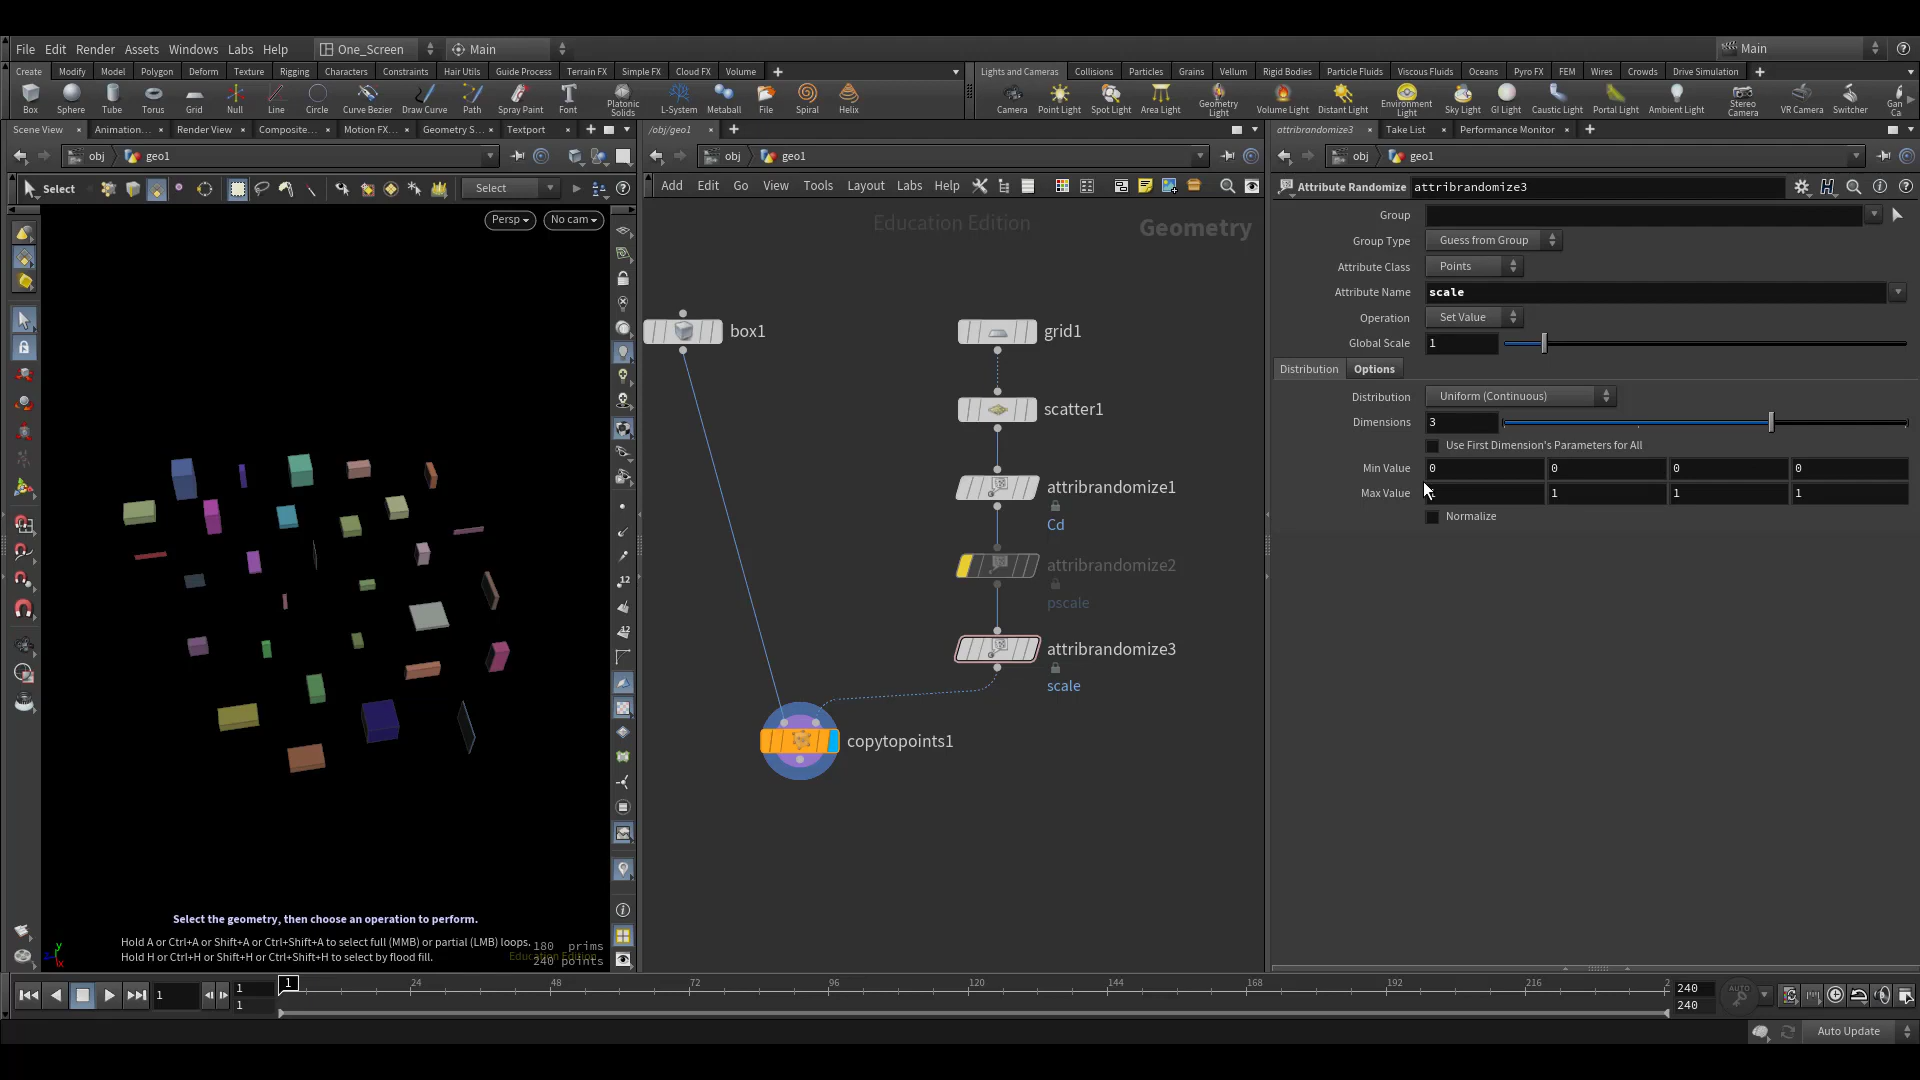 File Edit Render Assets Windows Labs Help One_Screen Main Main
Create Modify Model Polygon Deform Texture Rigging Characters Constraints Hair Utils Guide Process Terrain FX Simple FX Cloud FX Volume
Lights and Cameras Collisions Particles Grains Vellum Rigid Bodies Particle Fluids Viscous Fluids Oceans Pyro FX FEM Wires Crowds Drive Simulation
Box Sphere Tube Torus Grid Null Line Circle Curve Bezier Draw Curve Path Spray Paint Font Platonic Solids L-System Metaball File Spiral Helix
Camera Point Light Spot Light Area Light Geometry Light Volume Light Distant Light Environment Light Sky Light GI Light Caustic Light Portal Light Ambient Light Stereo Camera VR Camera Switcher Gan Ca
Scene View Animation... Render View Composite... Motion FX... Geometry S... Textport
/obj/geo1
attribrandomize3 Take List Performance Monitor
obj geo1
obj geo1
obj geo1
Select Select
Persp No cam
Select the geometry, then choose an operation to perform.
Hold A or Ctrl+A or Shift+A or Ctrl+Shift+A to select full (MMB) or partial (LMB) loops.
Hold H or Ctrl+H or Shift+H or Ctrl+Shift+H to select by flood fill.
180 prims
Education Edition
240 points
12
12
Add Edit Go View Tools Layout Labs Help
Education Edition
Geometry
box1
grid1
scatter1
attribrandomize1
Cd
attribrandomize2
pscale
attribrandomize3
scale
copytopoints1
Attribute Randomize attribrandomize3
Group
Group Type Guess from Group
Attribute Class Points
Attribute Name scale
Operation Set Value
Global Scale 1
Distribution Options
Distribution Uniform (Continuous)
Dimensions 3
Use First Dimension's Parameters for All
Min Value 0 0 0 0
Max Value 1 1 1
Normalize
1 1 1 1 24 48 72 96 120 144 168 192 216 2 240 240
AUTO
Auto Update